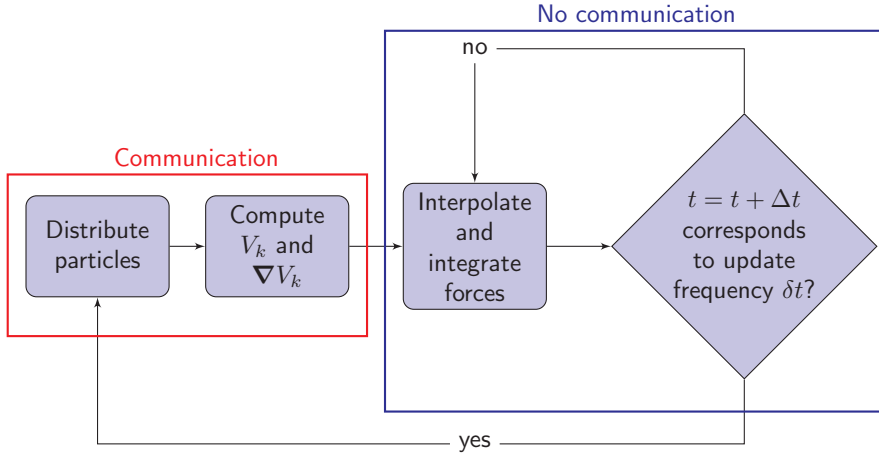 No communication
no
Communication
Distribute
particles
Compute
V_k and
∇V_k
Interpolate
and
integrate
forces
t = t + Δt
corresponds
to update
frequency δt?
yes